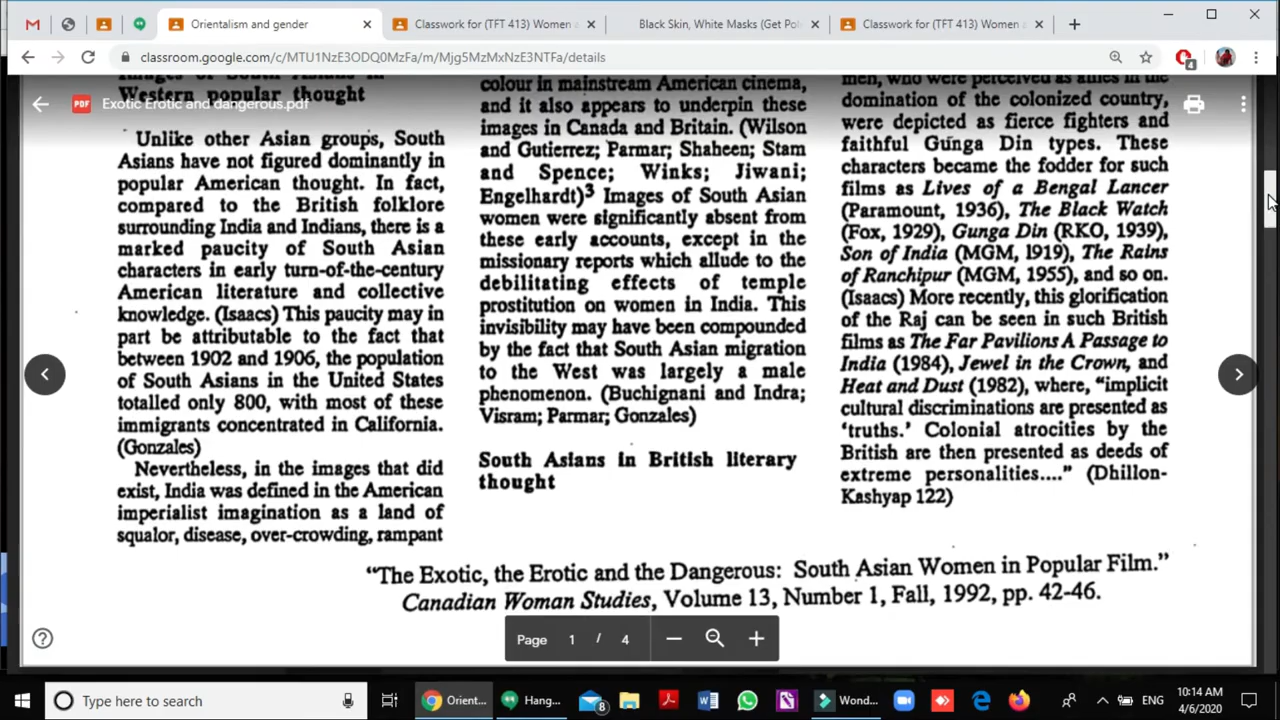 Orientalism and gender
Classwork for (TFT 413) Women a
Black Skin, White Masks (Get Pol
Classwork for (TFT 413) Women a
classroom.google.com/c/MTU1NzE3ODQ0MzFa/m/Mjg5MzMxNzE3NTFa/details
4
PDF Exotic Erotic and dangerous.pdf
Images of South Asians in
Western popular thought
Unlike other Asian groups, South
Asians have not figured dominantly in
popular American thought. In fact,
compared to the British folklore
surrounding India and Indians, there is a
marked paucity of South Asian
characters in early turn-of-the-century
American literature and collective
knowledge. (Isaacs) This paucity may in
part be attributable to the fact that
between 1902 and 1906, the population
of South Asians in the United States
totalled only 800, with most of these
immigrants concentrated in California.
(Gonzales)
Nevertheless, in the images that did
exist, India was defined in the American
imperialist imagination as a land of
squalor, disease, over-crowding, rampant
colour in mainstream American cinema,
and it also appears to underpin these
images in Canada and Britain. (Wilson
and Gutierrez; Parmar; Shaheen; Stam
and Spence; Winks; Jiwani;
Engelhardt)3 Images of South Asian
women were significantly absent from
these early accounts, except in the
missionary reports which allude to the
debilitating effects of temple
prostitution on women in India. This
invisibility may have been compounded
by the fact that South Asian migration
to the West was largely a male
phenomenon. (Buchignani and Indra;
Visram; Parmar; Gonzales)
South Asians in British literary
thought
men, who were perceived as allies in the
domination of the colonized country,
were depicted as fierce fighters and
faithful Gunga Din types. These
characters became the fodder for such
films as Lives of a Bengal Lancer
(Paramount, 1936), The Black Watch
(Fox, 1929), Gunga Din (RKO, 1939),
Son of India (MGM, 1919), The Rains
of Ranchipur (MGM, 1955), and so on.
(Isaacs) More recently, this glorification
of the Raj can be seen in such British
films as The Far Pavilions A Passage to
India (1984), Jewel in the Crown, and
Heat and Dust (1982), where, “implicit
cultural discriminations are presented as
‘truths.’ Colonial atrocities by the
British are then presented as deeds of
extreme personalities....” (Dhillon-
Kashyap 122)
“The Exotic, the Erotic and the Dangerous: South Asian Women in Popular Film.”
Canadian Woman Studies, Volume 13, Number 1, Fall, 1992, pp. 42-46.
Page 1 / 4
Type here to search
Orient...
Hang...
8
Wond...
ENG
10:14 AM
4/6/2020